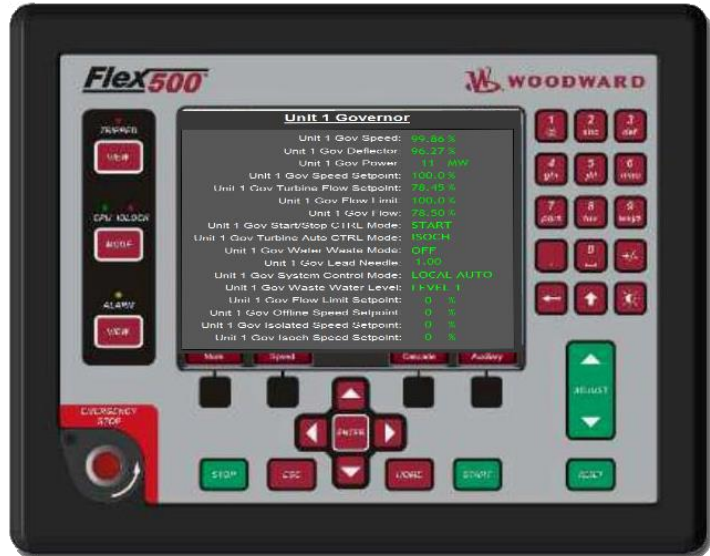 Flex500
WOODWARD
Unit 1 Governor
Unit 1 Gov Speed: 99.86 %
Unit 1 Gov Deflector: 96.27 %
Unit 1 Gov Power: 11 MW
Unit 1 Gov Speed Setpoint: 100.0 %
Unit 1 Gov Turbine Flow Setpoint: 78.45 %
Unit 1 Gov Flow Limit: 100.0 %
Unit 1 Gov Flow: 78.50 %
Unit 1 Gov Start/Stop CTRL Mode: START
Unit 1 Gov Turbine Auto CTRL Mode: ISOCH
Unit 1 Gov Water Waste Mode: OFF
Unit 1 Gov Lead Needle: 1.00
Unit 1 Gov System Control Mode: LOCAL AUTO
Unit 1 Gov Waste Water Level: LEVEL 1
Unit 1 Gov Flow Limit Setpoint: 0 %
Unit 1 Gov Offline Speed Setpoint: 0 %
Unit 1 Gov Isolated Speed Setpoint: 0 %
Unit 1 Gov Isoch Speed Setpoint: 0 %
Speed Cascade Auxiliary
TRIPPED
VIEW
CPU IOLOCK
MODE
ALARM
VIEW
EMERGENCY
STOP
1 2 3
abc def
4 5 6
7 8 9
0 +/-
ADJUST
ENTER
STOP ESC HOME START RESET